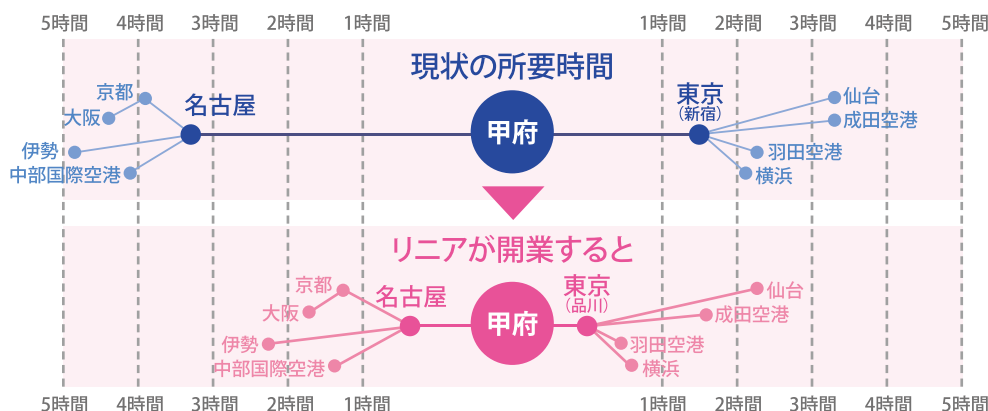 5時間 4時間 3時間 2時間 1時間 1時間 2時間 3時間 4時間 5時間
現状の所要時間
京都
大阪
名古屋
伊勢
中部国際空港
甲府
東京
（新宿）
仙台
成田空港
羽田空港
横浜
リニアが開業すると
京都
大阪
名古屋
伊勢
中部国際空港
甲府
東京
（品川）
仙台
成田空港
羽田空港
横浜
5時間 4時間 3時間 2時間 1時間 1時間 2時間 3時間 4時間 5時間